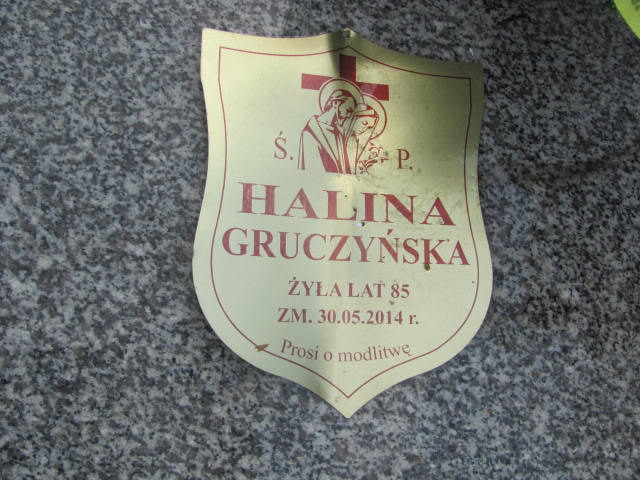 Ś. P.
HALINA
GRUCZYŃSKA
ŻYŁA LAT 85
ZM. 30.05.2014 r.
Prosi o modlitwę